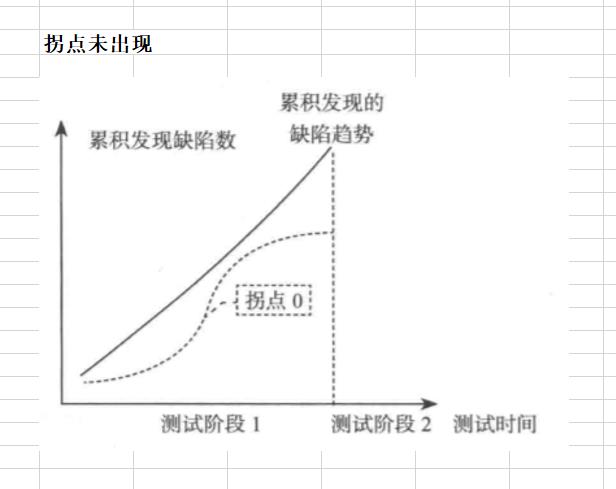 拐点未出现
累积发现的
缺陷趋势
累积发现缺陷数
拐点 0
测试阶段 1
测试阶段 2
测试时间